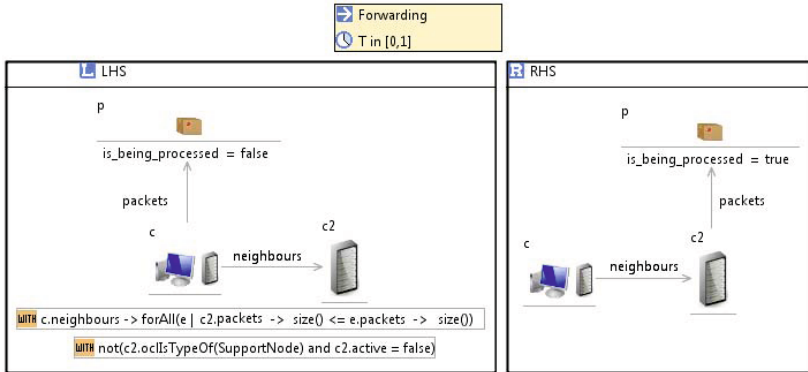 Forwarding
T in [0,1]
L LHS
p
is_being_processed = false
packets
c
c2
neighbours
WITH c.neighbours -> forAll(e | c2.packets -> size() <= e.packets -> size())
WITH not(c2.oclIsTypeOf(SupportNode) and c2.active = false)
R RHS
p
is_being_processed = true
packets
c
c2
neighbours